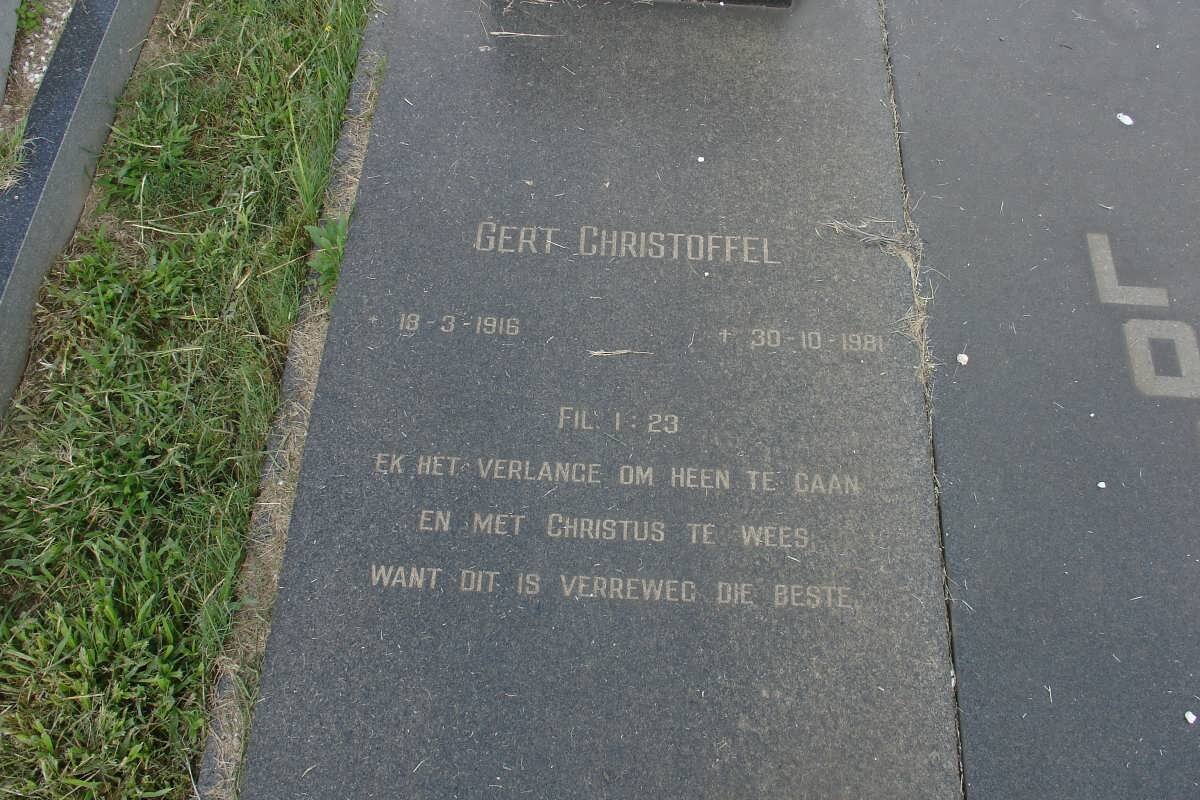 GERT CHRISTOFFEL
* 18-3-1916 + 30-10-1981
FIL. 1:23
EK HET VERLANGE OM HEEN TE GAAN
EN MET CHRISTUS TE WEES,
WANT DIT IS VERREWEG DIE BESTE.